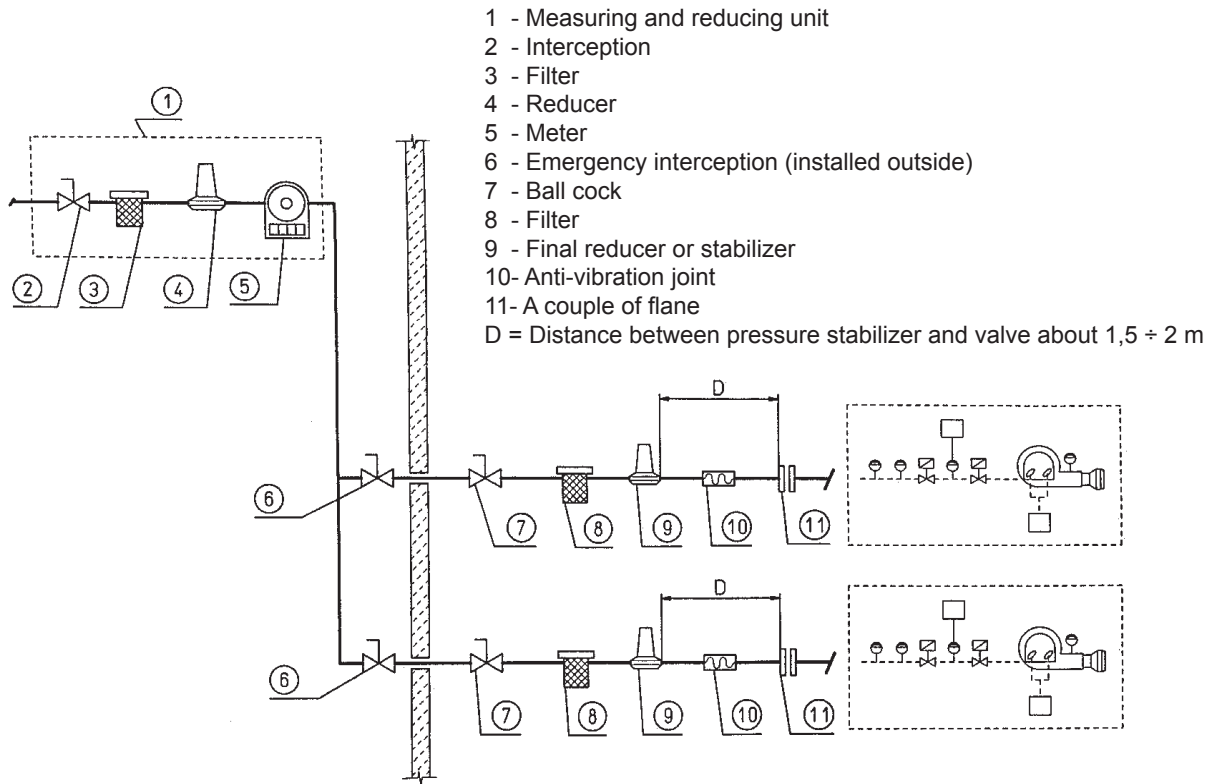 1 - Measuring and reducing unit
2 - Interception
3 - Filter
4 - Reducer
5 - Meter
6 - Emergency interception (installed outside)
7 - Ball cock
8 - Filter
9 - Final reducer or stabilizer
10- Anti-vibration joint
11- A couple of flane
D = Distance between pressure stabilizer and valve about 1,5 ÷ 2 m
1
2
3
4
5
D
6
7
8
9
10
11
D
6
7
8
9
10
11